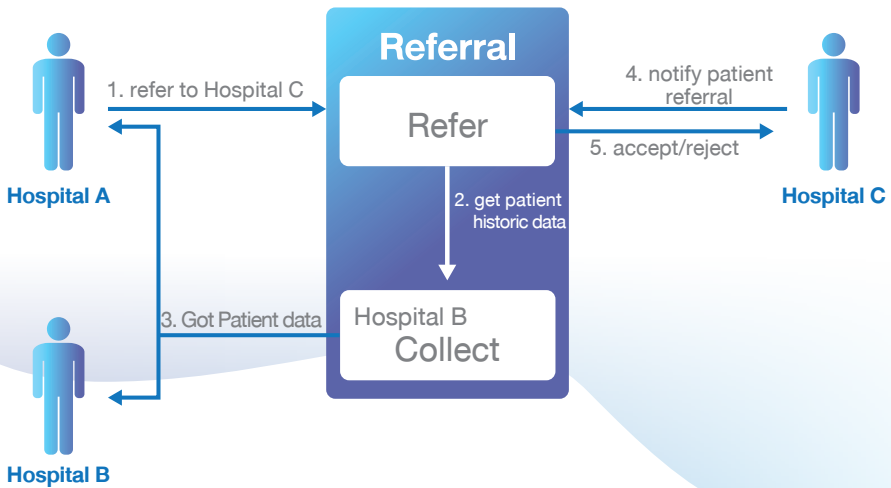 Referral
1. refer to Hospital C
Refer
4. notify patient
referral
5. accept/reject
Hospital A
Hospital C
2. get patient
historic data
3. Got Patient data
Hospital B
Collect
Hospital B